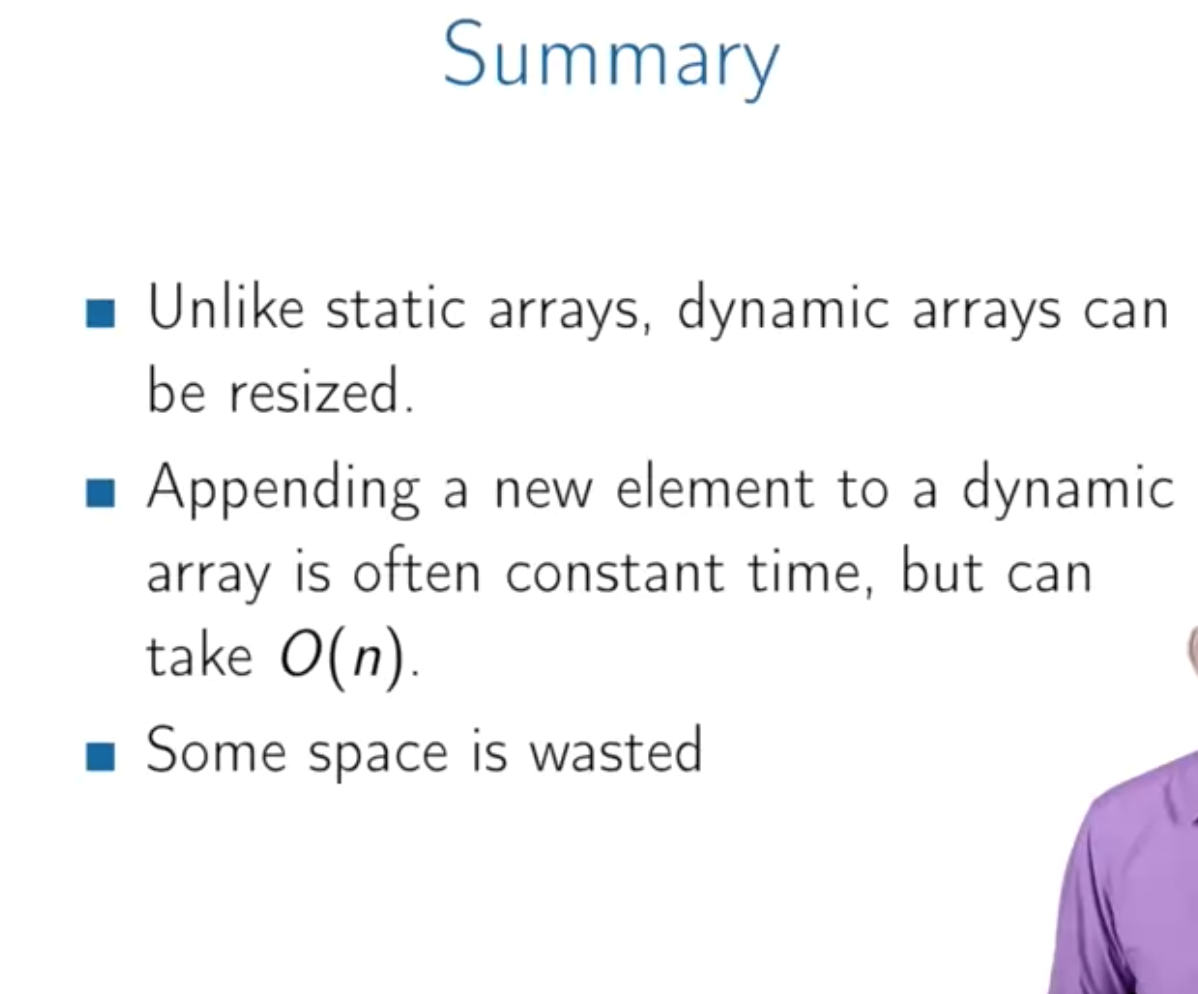 Summary
Unlike static arrays, dynamic arrays can
be resized.
Appending a new element to a dynamic
array is often constant time, but can
take O(n).
Some space is wasted